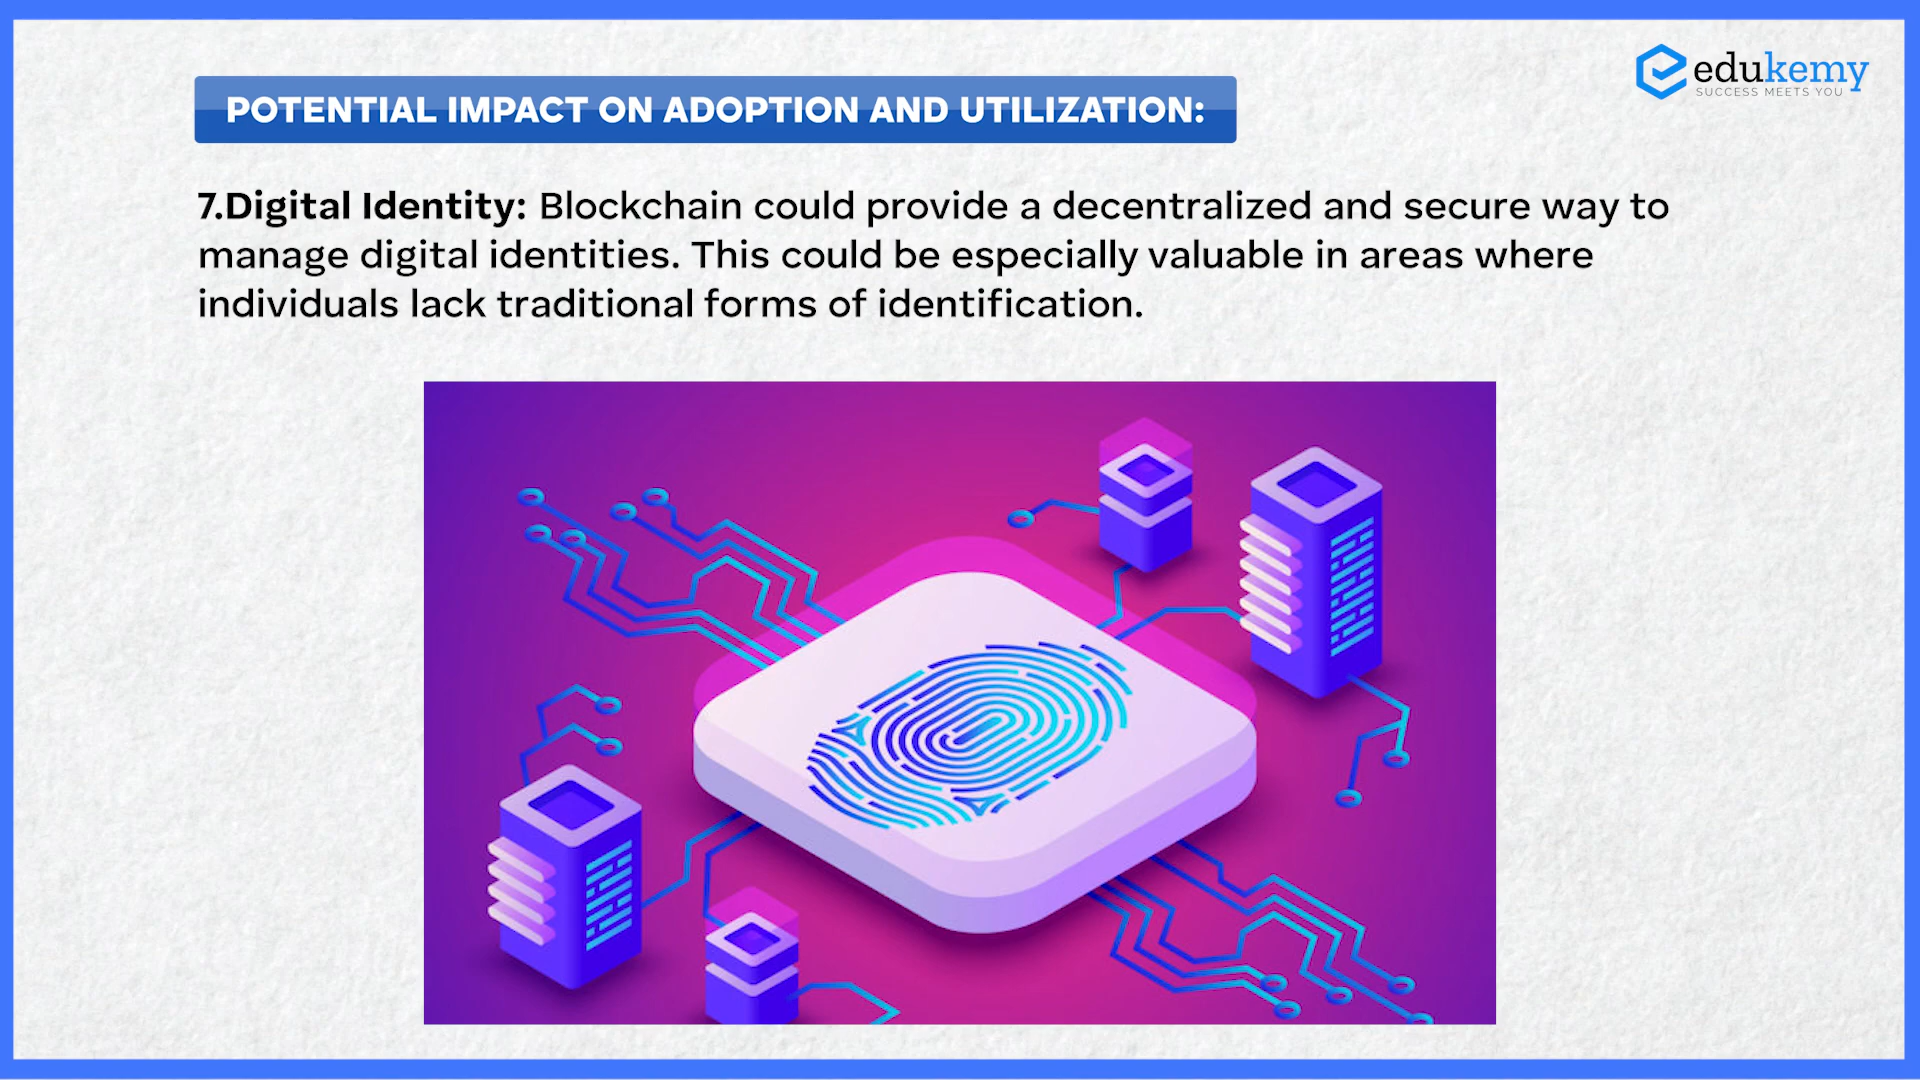 edukemy
SUCCESS MEETS YOU
POTENTIAL IMPACT ON ADOPTION AND UTILIZATION:
7.Digital Identity: Blockchain could provide a decentralized and secure way to
manage digital identities. This could be especially valuable in areas where
individuals lack traditional forms of identification.